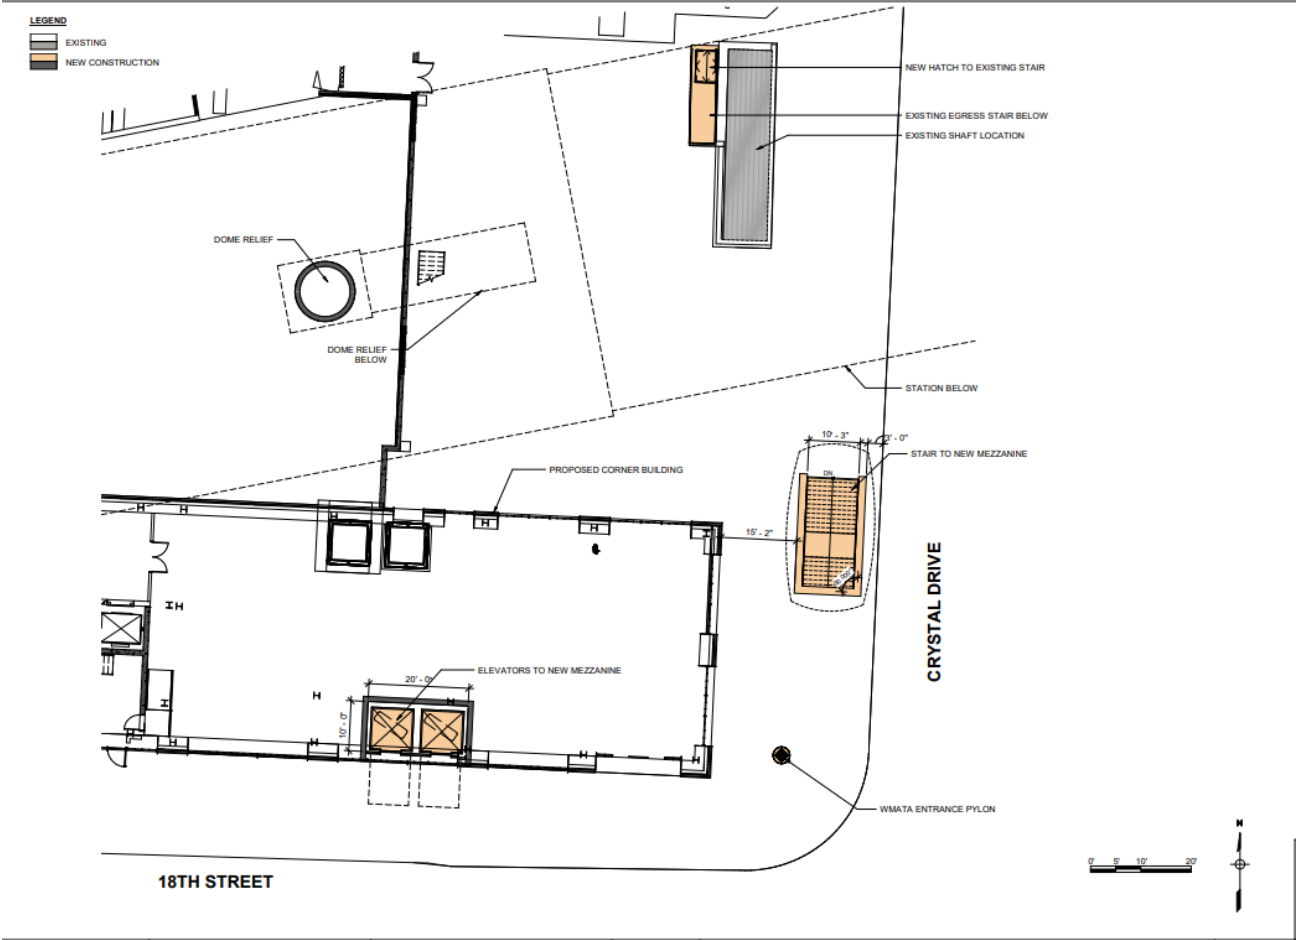 LEGEND
EXISTING
NEW CONSTRUCTION
NEW HATCH TO EXISTING STAIR
EXISTING EGRESS STAIR BELOW
EXISTING SHAFT LOCATION
DOME RELIEF
DOME RELIEF
BELOW
STATION BELOW
10' - 3"
3' - 0"
STAIR TO NEW MEZZANINE
PROPOSED CORNER BUILDING
DN
15' - 2"
CRYSTAL DRIVE
ELEVATORS TO NEW MEZZANINE
20' - 0"
10' - 0"
WMATA ENTRANCE PYLON
N
0' 5' 10' 20'
18TH STREET